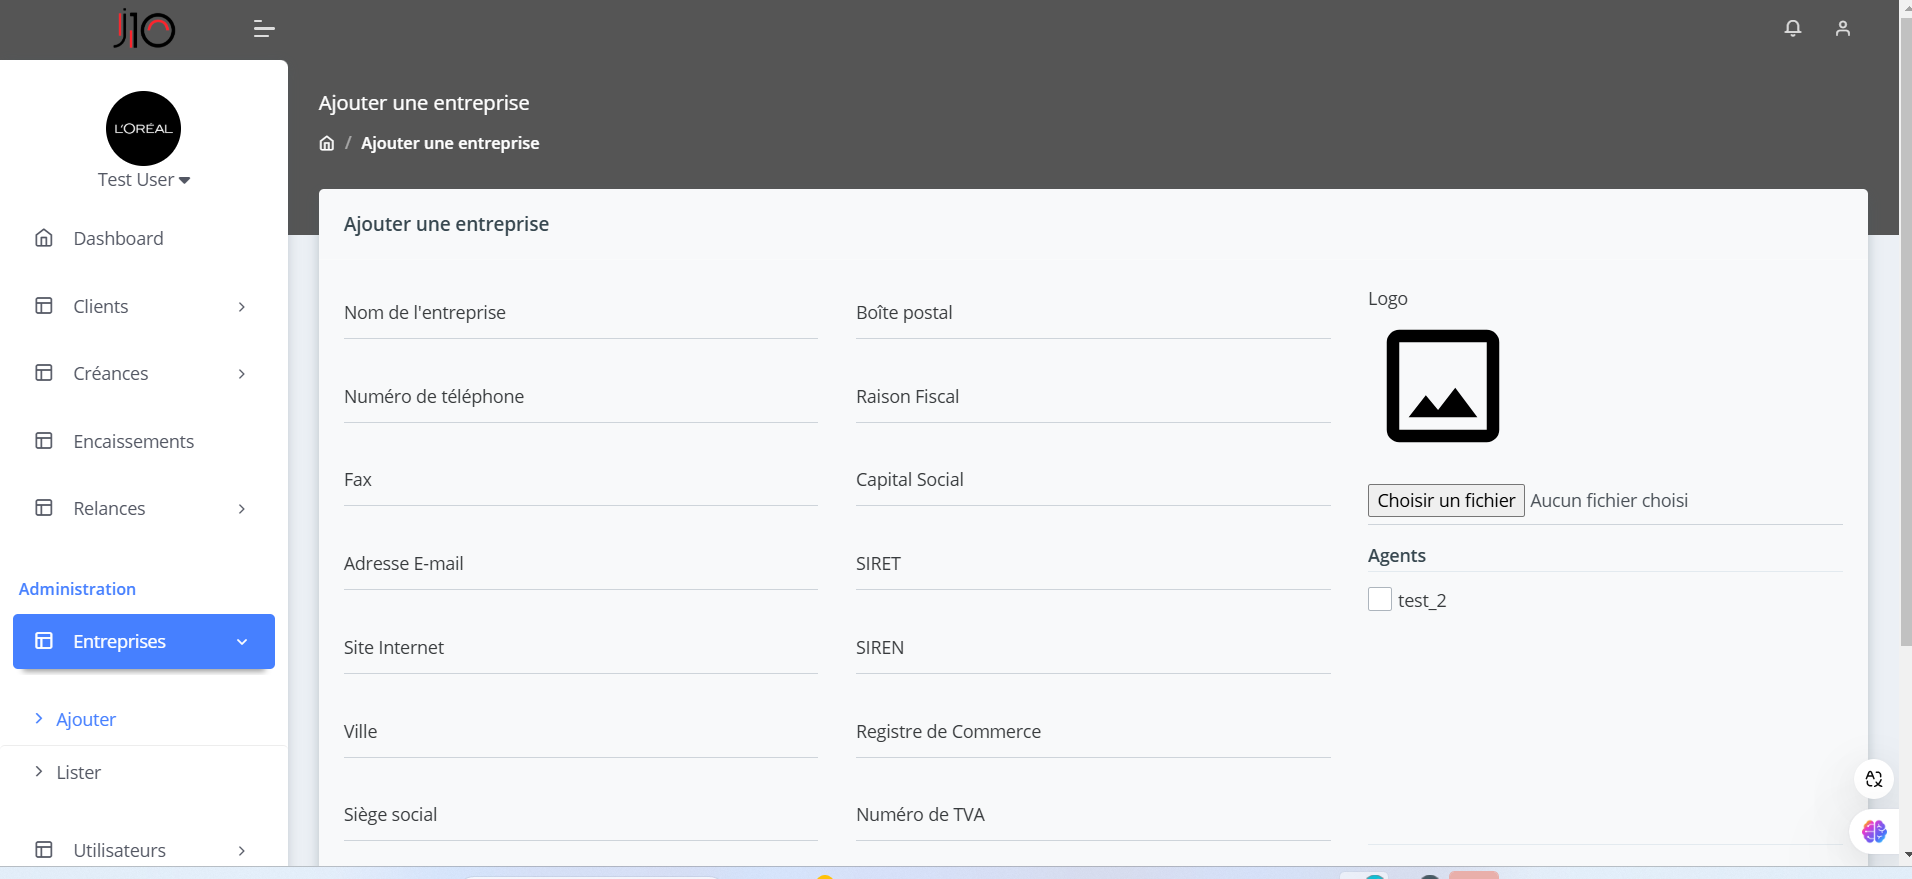 j10
Ajouter une entreprise
/ Ajouter une entreprise
L'ORÉAL
Test User
Dashboard
Clients
Créances
Encaissements
Relances
Administration
Entreprises
Ajouter
Lister
Utilisateurs
Ajouter une entreprise
Nom de l'entreprise
Numéro de téléphone
Fax
Adresse E-mail
Site Internet
Ville
Siège social
Boîte postal
Raison Fiscal
Capital Social
SIRET
SIREN
Registre de Commerce
Numéro de TVA
Logo
Choisir un fichier Aucun fichier choisi
Agents
test_2